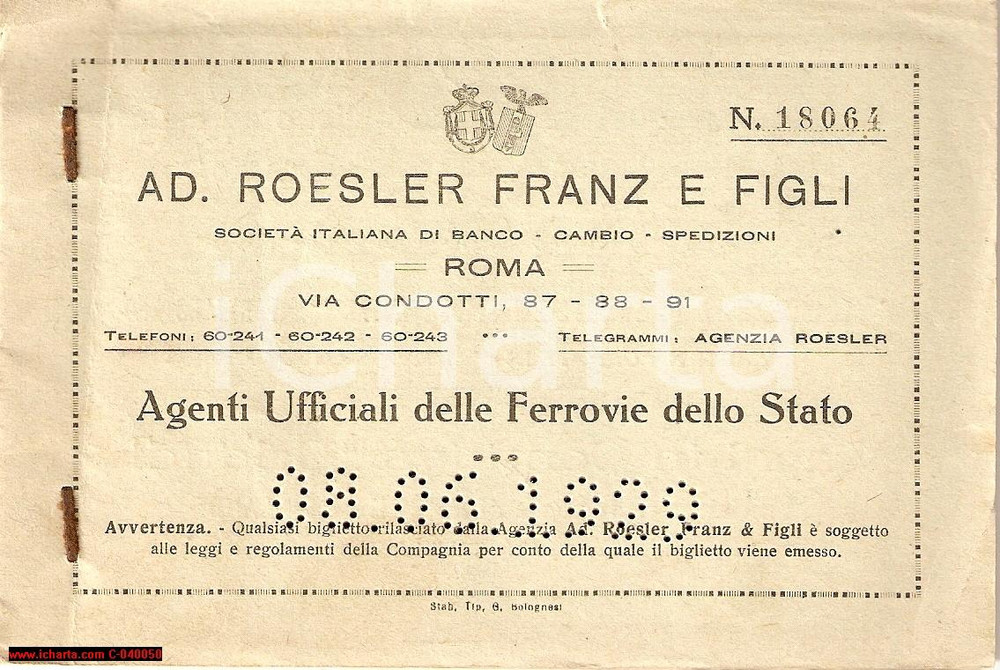 N. 18064
AD. ROESLER FRANZ E FIGLI
SOCIETÀ ITALIANA DI BANCO - CAMBIO - SPEDIZIONI
ROMA
VIA CONDOTTI, 87 - 88 - 91
TELEFONI: 60-241 - 60-242 - 60-243 TELEGRAMMI: AGENZIA ROESLER
iCharta
Agenti Ufficiali delle Ferrovie dello Stato
08.06.1929
Avvertenza. - Qualsiasi biglietto rilasciato dalla Agenzia Ad. Roesler Franz & Figli è soggetto
alle leggi e regolamenti della Compagnia per conto della quale il biglietto viene emesso.
Stab. Tip. G. Bolognesi
www.icharta.com C-040050